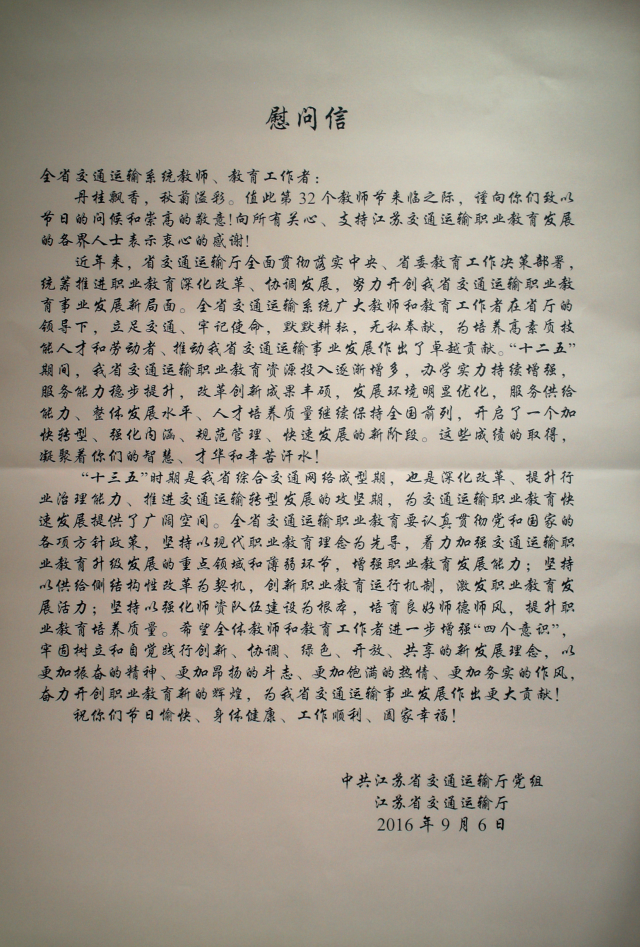 慰问信
全省交通运输系统教师、教育工作者：
丹桂飘香，秋菊溢彩。值此第 32 个教师节来临之际，谨向你们致以
节日的问候和崇高的敬意！向所有关心、支持江苏交通运输职业教育发展
的各界人士表示衷心的感谢！
近年来，省交通运输厅全面贯彻落实中央、省委教育工作决策部署，
统筹推进职业教育深化改革、协调发展，努力开创我省交通运输职业教
育事业发展新局面。全省交通运输系统广大教师和教育工作者在省厅的
领导下，立足交通、牢记使命，默默耕耘，无私奉献，为培养高素质技
能人才和劳动者、推动我省交通运输事业发展作出了卓越贡献。“十二五”
期间，我省交通运输职业教育资源投入逐渐增多，办学实力持续增强，
服务能力稳步提升，改革创新成果丰硕，发展环境明显优化，服务供给
能力、整体发展水平、人才培养质量继续保持全国前列，开启了一个加
快转型、强化内涵、规范管理、快速发展的新阶段。这些成绩的取得，
凝聚着你们的智慧、才华和辛苦汗水！
“十三五”时期是我省综合交通网络成型期，也是深化改革、提升行
业治理能力、推进交通运输转型发展的攻坚期，为交通运输职业教育快
速发展提供了广阔空间。全省交通运输职业教育要认真贯彻党和国家的
各项方针政策，坚持以现代职业教育理念为先导，着力加强交通运输职
业教育升级发展的重点领域和薄弱环节，增强职业教育发展能力；坚持
以供给侧结构性改革为契机，创新职业教育运行机制，激发职业教育发
展活力；坚持以强化师资队伍建设为根本，培育良好师德师风，提升职
业教育培养质量。希望全体教师和教育工作者进一步增强“四个意识”，
牢固树立和自觉践行创新、协调、绿色、开放、共享的新发展理念，以
更加振奋的精神、更加昂扬的斗志、更加饱满的热情、更加务实的作风，
奋力开创职业教育新的辉煌，为我省交通运输事业发展作出更大贡献！
祝你们节日愉快、身体健康、工作顺利、阖家幸福！
中共江苏省交通运输厅党组
江苏省交通运输厅
2016 年 9 月 6 日